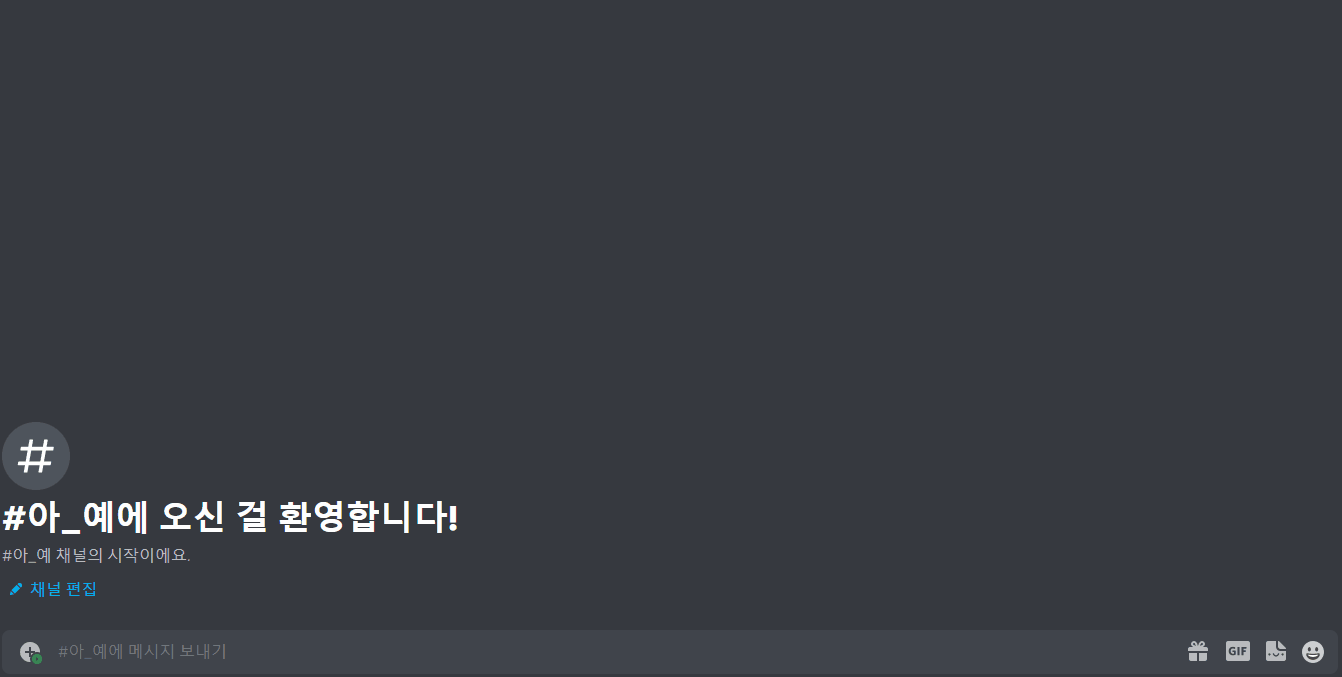 #아_예에 오신 걸 환영합니다!
#아_예 채널의 시작이에요.
채널 편집
#아_예에 메시지 보내기
GIF